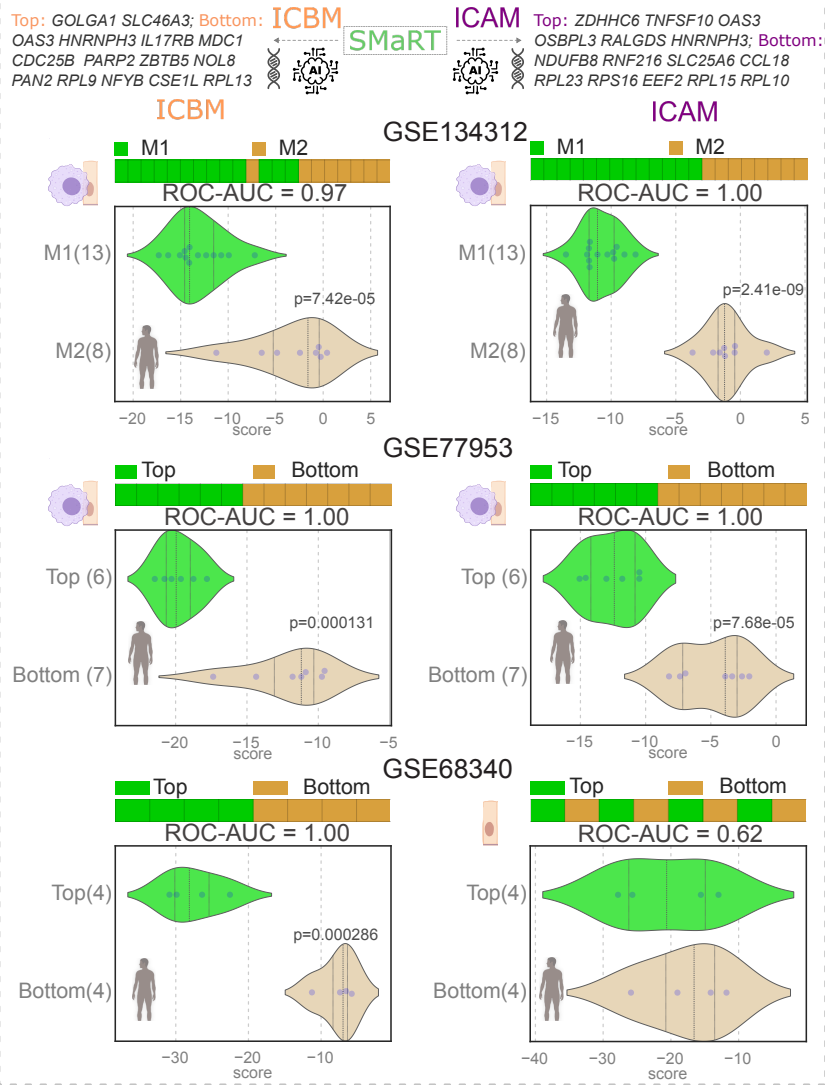 Top: GOLGA1 SLC46A3; Bottom:
OAS3 HNRNPH3 IL17RB MDC1
CDC25B PARP2 ZBTB5 NOL8
PAN2 RPL9 NFYB CSE1L RPL13
ICBM
SMaRT
AI
ICAM
AI
Top: ZDHHC6 TNFSF10 OAS3
OSBPL3 RALGDS HNRNPH3; Bottom:
NDUFB8 RNF216 SLC25A6 CCL18
RPL23 RPS16 EEF2 RPL15 RPL10
ICBM
ICAM
GSE134312
M1 M2
ROC-AUC = 0.97
M1(13)
p=7.42e-05
M2(8)
−20 −15 −10 −5 0 5
score
M1 M2
ROC-AUC = 1.00
M1(13)
p=2.41e-09
M2(8)
−15 −10 −5 0 5
score
GSE77953
Top Bottom
ROC-AUC = 1.00
Top (6)
p=0.000131
Bottom (7)
−20 −15 −10 −5
score
Top Bottom
ROC-AUC = 1.00
Top (6)
p=7.68e-05
Bottom (7)
−15 −10 −5 0
score
GSE68340
Top Bottom
ROC-AUC = 1.00
Top(4)
p=0.000286
Bottom(4)
−30 −20 −10
score
Top Bottom
ROC-AUC = 0.62
Top(4)
Bottom(4)
−40 −30 −20 −10 0
score